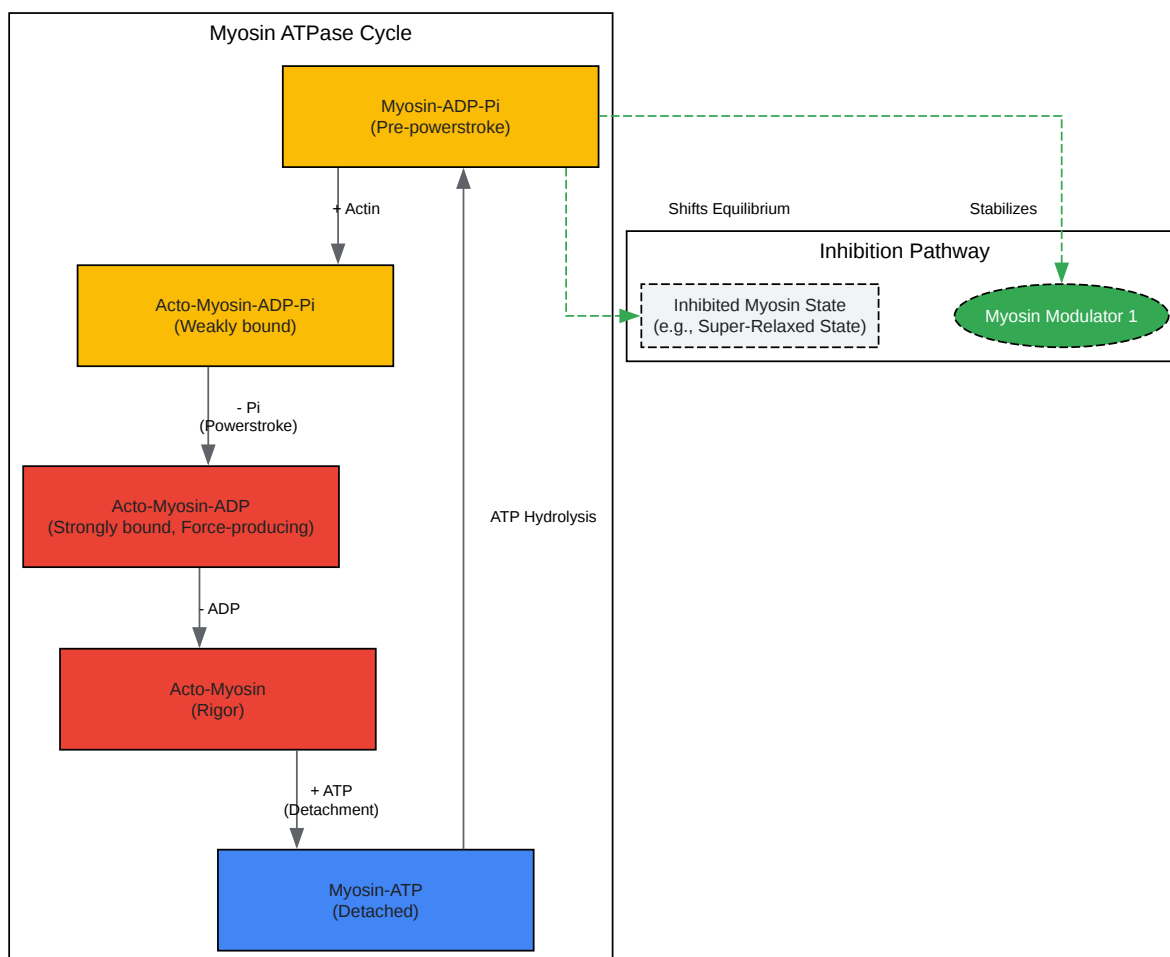 Myosin ATPase Cycle
Myosin-ADP-Pi
(Pre-powerstroke)
+ Actin
Shifts Equilibrium
Stabilizes
Inhibition Pathway
Inhibited Myosin State
(e.g., Super-Relaxed State)
Myosin Modulator 1
Acto-Myosin-ADP-Pi
(Weakly bound)
- Pi
(Powerstroke)
Acto-Myosin-ADP
(Strongly bound, Force-producing)
ATP Hydrolysis
- ADP
Acto-Myosin
(Rigor)
+ ATP
(Detachment)
Myosin-ATP
(Detached)